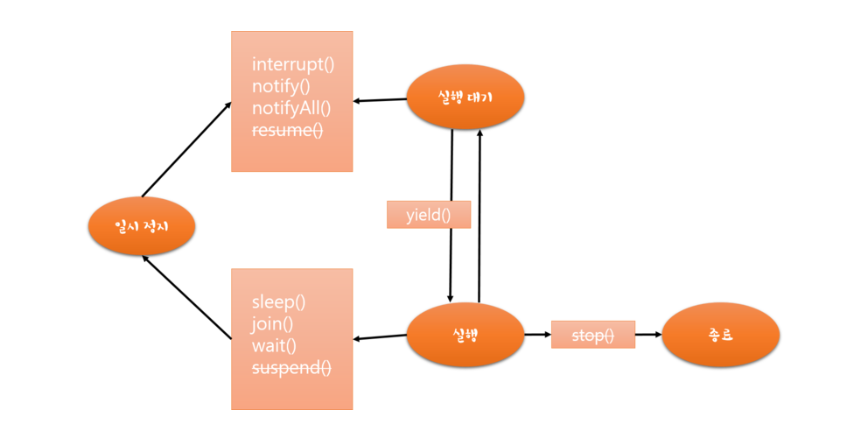 interrupt()
notify()
notifyAll()
resume()
실행 대기
yield()
일시 정지
sleep()
join()
wait()
suspend()
실행
stop()
종료